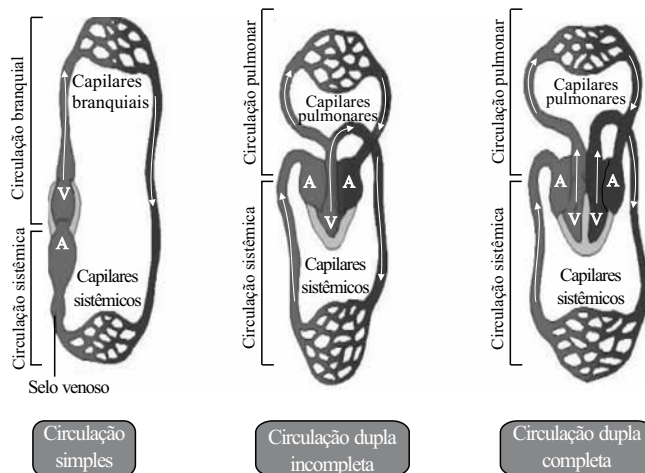 Circulação branquial
Circulação sistêmica
Capilares
branquiais
V
A
Capilares
sistêmicos
Selo venoso
Circulação
simples
Circulação pulmonar
Circulação sistêmica
Capilares
pulmonares
A
A
V
Capilares
sistêmicos
Circulação dupla
incompleta
Circulação pulmonar
Circulação sistêmica
Capilares
pulmonares
A
A
V
V
Capilares
sistêmicos
Circulação dupla
completa